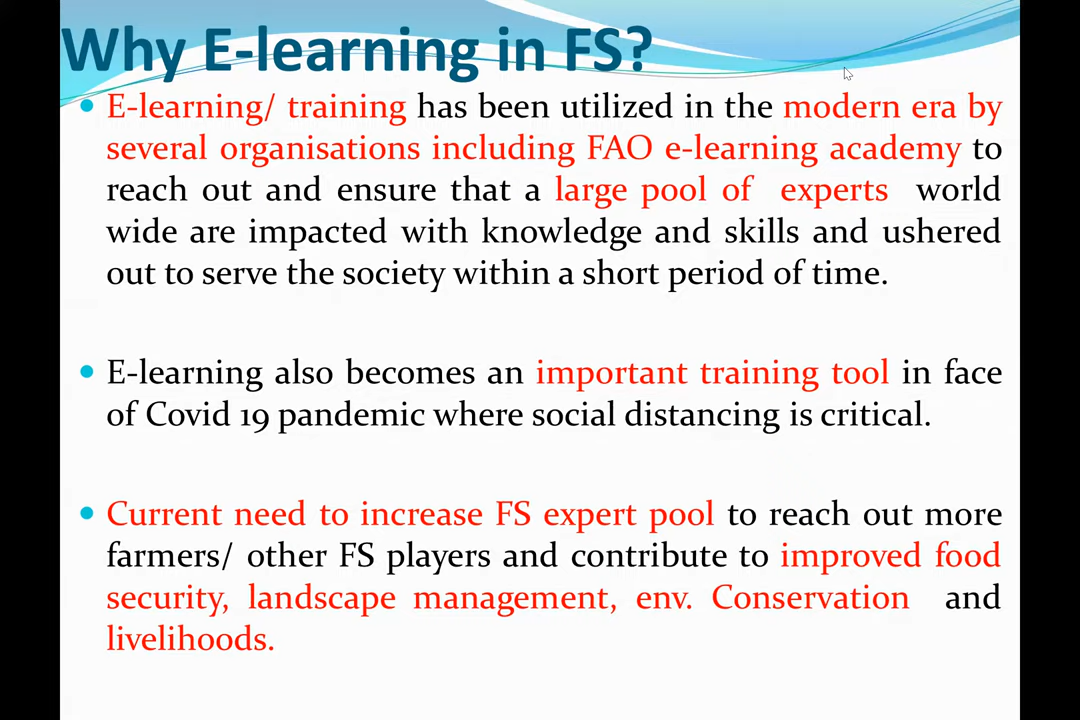 Why E-learning in FS?
• E-learning/ training has been utilized in the modern era by
several organisations including FAO e-learning academy to
reach out and ensure that a large pool of experts world
wide are impacted with knowledge and skills and ushered
out to serve the society within a short period of time.
• E-learning also becomes an important training tool in face
of Covid 19 pandemic where social distancing is critical.
• Current need to increase FS expert pool to reach out more
farmers/ other FS players and contribute to improved food
security, landscape management, env. Conservation and
livelihoods.